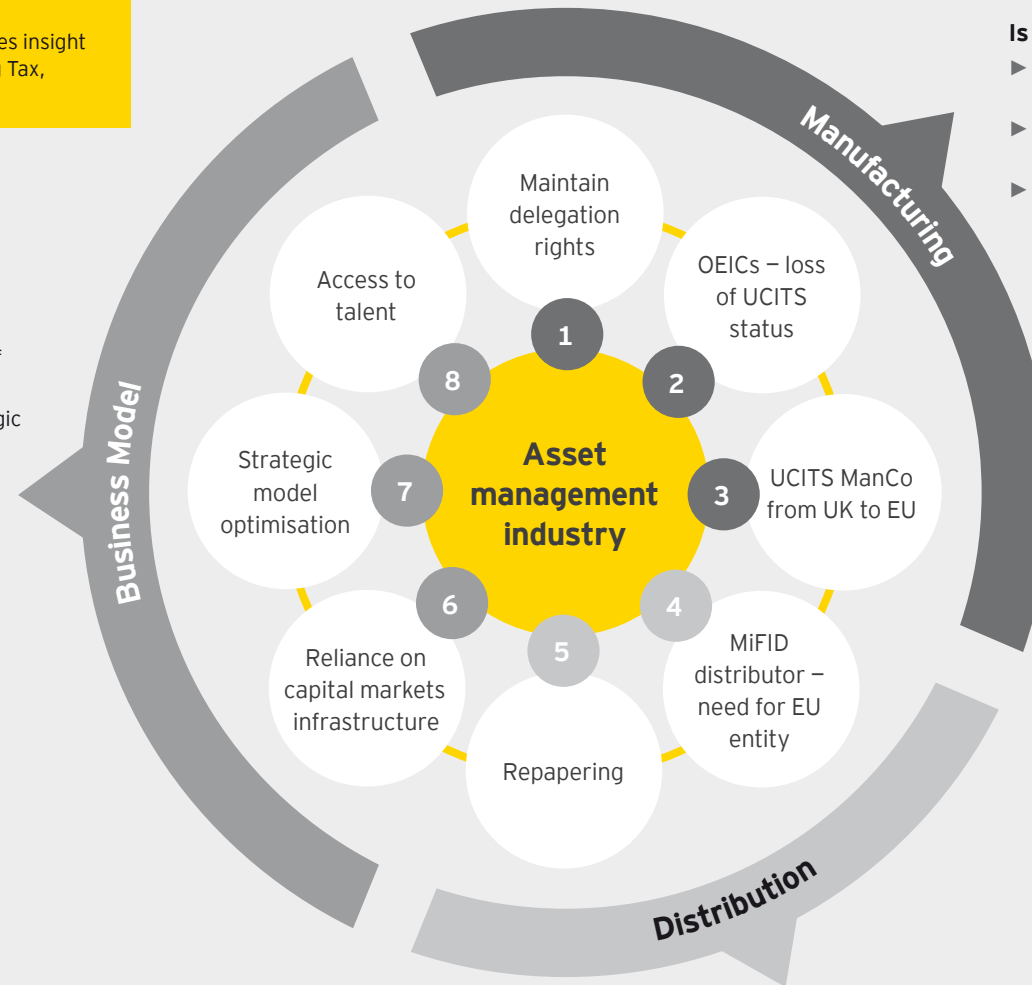 es insight
Tax,
Is
gic
Manufacturing
Business Model
Distribution
Asset
management
industry
1
Maintain
delegation
rights
2
OEICs – loss
of UCITS
status
3
UCITS ManCo
from UK to EU
4
MiFID
distributor –
need for EU
entity
5
Repapering
6
Reliance on
capital markets
infrastructure
7
Strategic
model
optimisation
8
Access to
talent